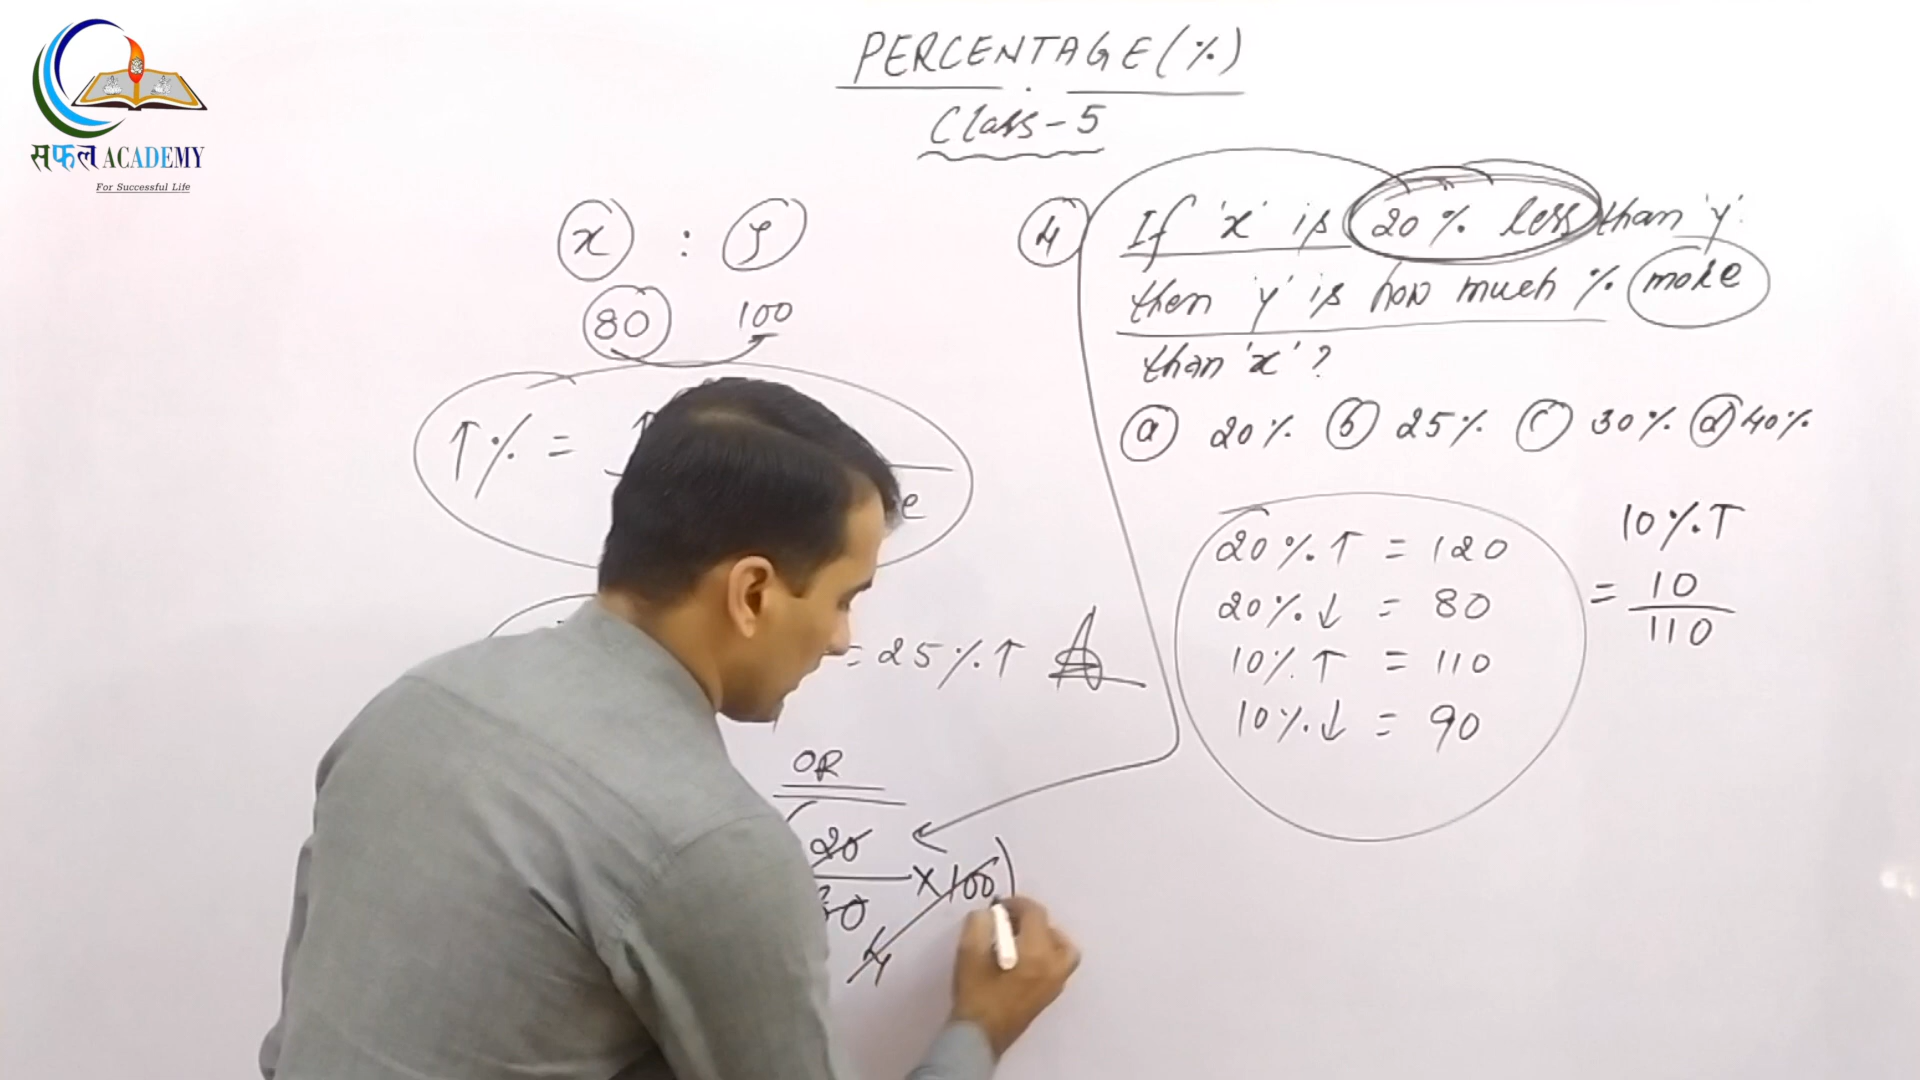 सफल ACADEMY
For Successful Life
PERCENTAGE (%)
Class - 5
x : y
80 100
↑% =
e
= 25%↑ A
OR
20
× 100
80
4
4 If 'x' is 20% less than 'y'.
then 'y' is how much % more
than 'x'?
a 20% b 25% c 30% d 40%
20%↑ = 120
20%↓ = 80
10%↑ = 110
10%↓ = 90
10%↑
= 10
110